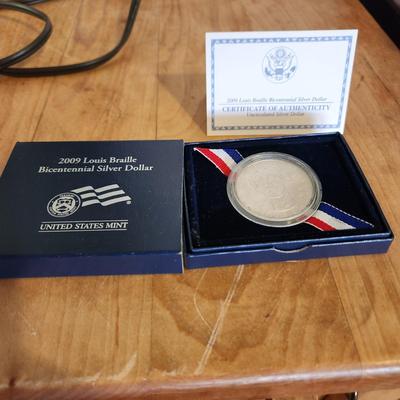 2009 Louis Braille Bicentennial Silver Dollar
CERTIFICATE OF AUTHENTICITY
Uncirculated Silver Dollar
2009 Louis Braille
Bicentennial Silver Dollar
UNITED STATES MINT